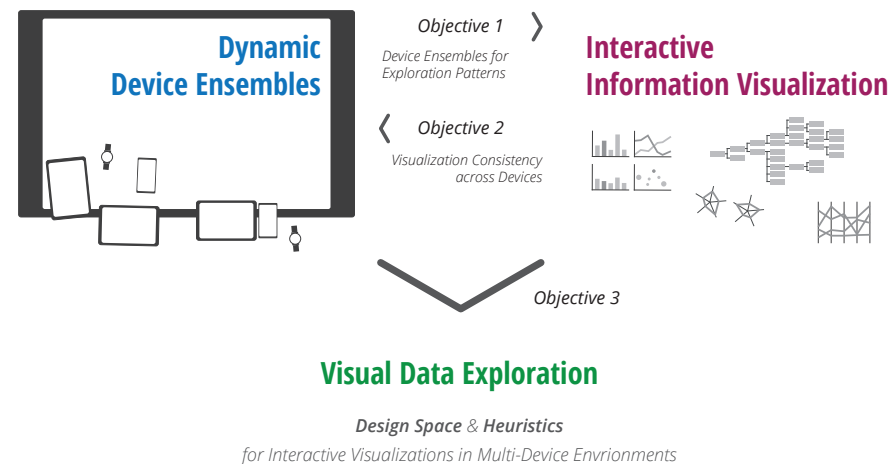 Dynamic
Device Ensembles
Objective 1
Device Ensembles for
Exploration Patterns
Objective 2
Visualization Consistency
across Devices
Interactive
Information Visualization
Objective 3
Visual Data Exploration
Design Space & Heuristics
for Interactive Visualizations in Multi-Device Envrionments